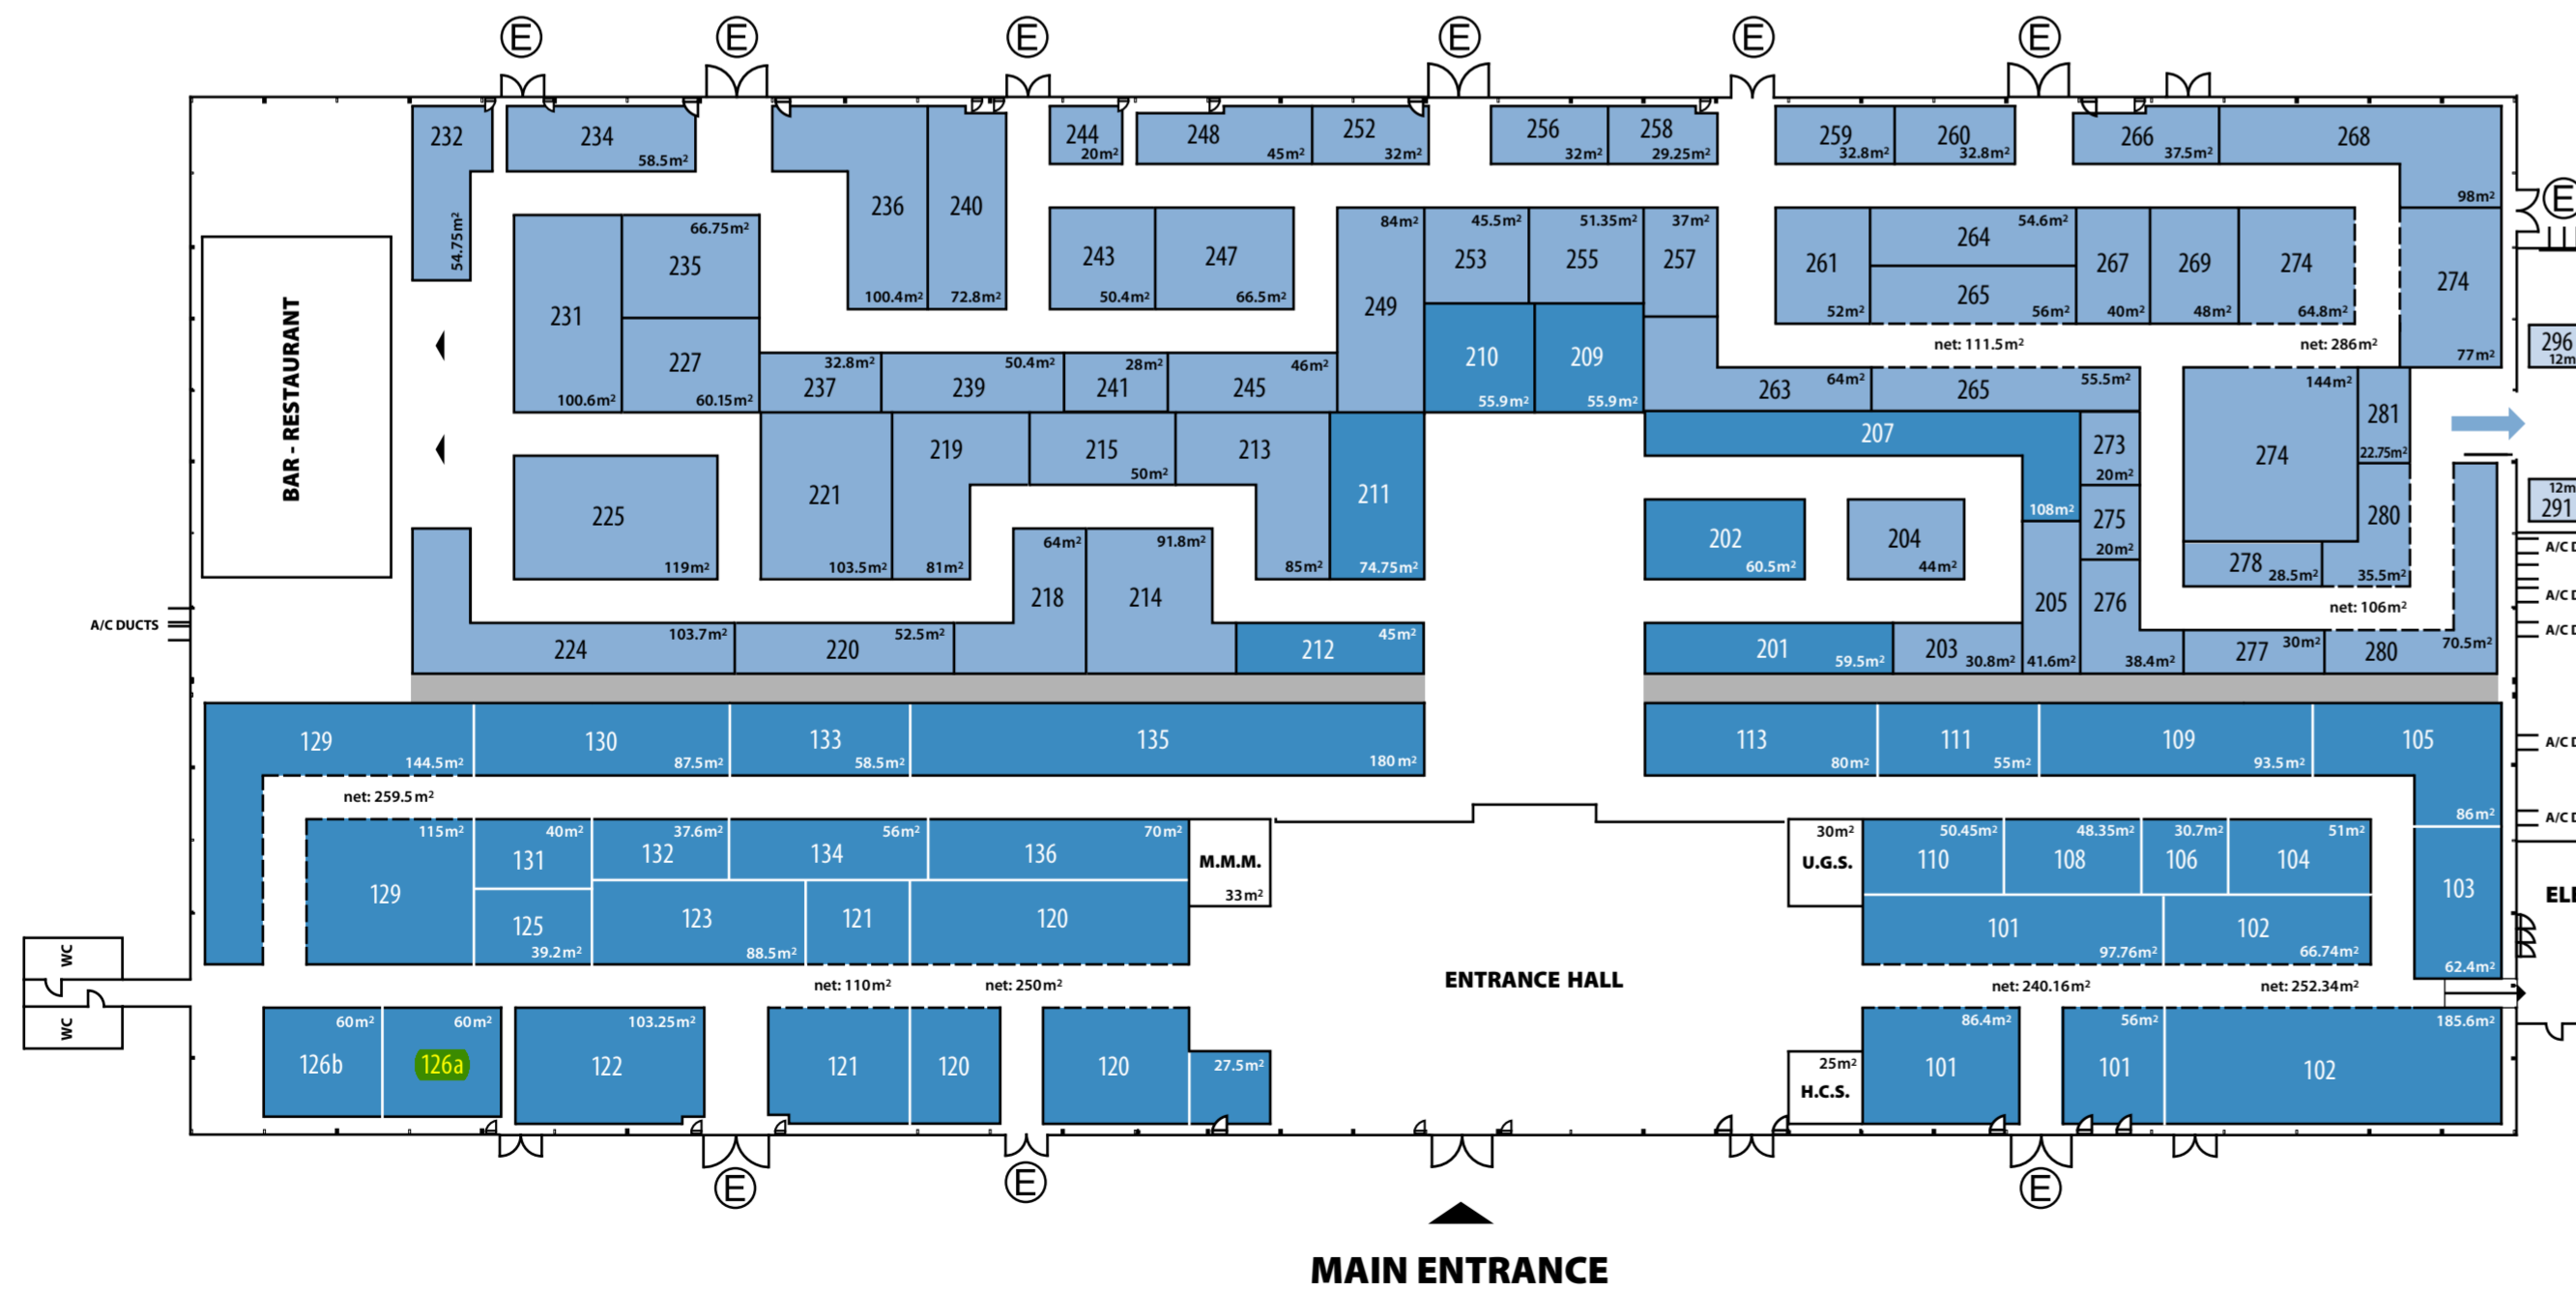 E E E E E E
232 54.75m²
234 58.5m²
236 100.4m²
240 72.8m²
244 20m²
248 45m²
252 32m²
256 32m²
258 29.25m²
259 32.8m²
260 32.8m²
266 37.5m²
268 98m²
E
BAR - RESTAURANT
231 100.6m²
66.75m² 235
227 60.15m²
243 50.4m²
247 66.5m²
84m² 249
45.5m² 253
51.35m² 255
37m² 257
261 52m²
264 54.6m²
265 56m²
267 40m²
269 48m²
274 64.8m²
274 77m²
net: 111.5m²
net: 286m²
296
12m
32.8m² 237
50.4m² 239
28m² 241
46m² 245
210 55.9m²
209 55.9m²
64m² 263
55.5m² 265
144m² 274
281 22.75m²
225 119m²
221 103.5m²
219 81m²
215 50m²
213 85m²
211 74.75m²
207 108m²
273 20m²
275 20m²
202 60.5m²
204 44m²
280 35.5m²
278 28.5m²
12m
291
A/C D
A/C D
A/C D
A/C DUCTS
64m² 218
91.8m² 214
205 41.6m²
276 38.4m²
net: 106m²
103.7m² 224
52.5m² 220
45m² 212
201 59.5m²
203 30.8m²
30m² 277
70.5m² 280
129 144.5m²
130 87.5m²
133 58.5m²
135 180 m²
113 80m²
111 55m²
109 93.5m²
105 86m²
A/C D
A/C D
net: 259.5m²
115m² 129
40m² 131
37.6m² 132
56m² 134
70m² 136
M.M.M.
33m²
30m²
U.G.S.
50.45m² 110
48.35m² 108
30.7m² 106
51m² 104
103 62.4m²
125 39.2m²
123 88.5m²
121
120
101 97.76m²
102 66.74m²
WC
WC
net: 110m²
net: 250m²
ENTRANCE HALL
net: 240.16m²
net: 252.34m²
60m² 126b
60m² 126a
103.25m² 122
121
120
120
27.5m²
25m²
H.C.S.
86.4m² 101
56m² 101
185.6m² 102
E E E
MAIN ENTRANCE